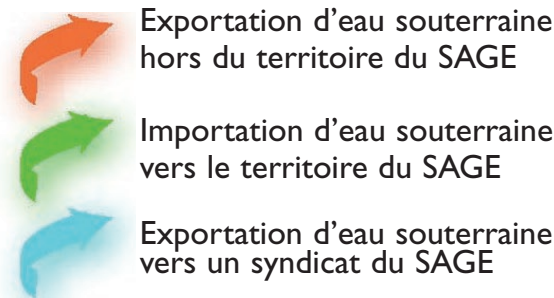 Exportation d’eau souterraine
hors du territoire du SAGE
Importation d’eau souterraine
vers le territoire du SAGE
Exportation d’eau souterraine
vers un syndicat du SAGE